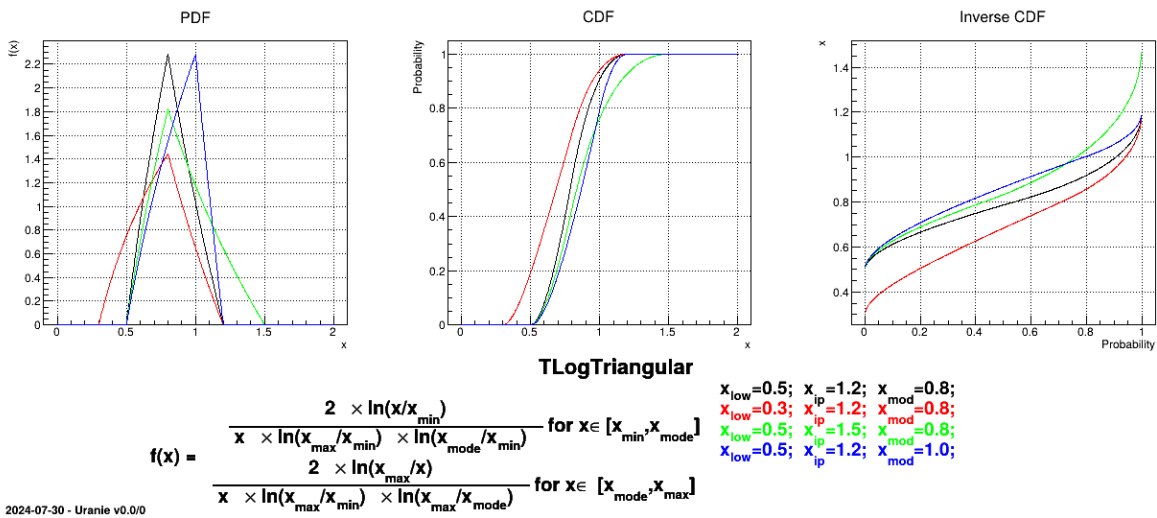 PDF
f(x)
2.2
2
1.8
1.6
1.4
1.2
1
0.8
0.6
0.4
0.2
0
0 0.5 1 1.5 2
x
CDF
Probability
1
0.8
0.6
0.4
0.2
0
0 0.5 1 1.5 2
x
Inverse CDF
x
1.4
1.2
1
0.8
0.6
0.4
0 0.2 0.4 0.6 0.8 1
Probability
TLogTriangular
x_low=0.5; x_ip=1.2; x_mod=0.8;
x_low=0.3; x_ip=1.2; x_mod=0.8;
x_low=0.5; x_ip=1.5; x_mod=0.8;
x_low=0.5; x_ip=1.2; x_mod=1.0;
f(x) =
2 × ln(x/x_min)
x × ln(x_max/x_min) × ln(x_mode/x_min)
for x∈ [x_min,x_mode]
2 × ln(x_max/x)
x × ln(x_max/x_min) × ln(x_max/x_mode)
for x∈ [x_mode,x_max]
2024-07-30 - Uranie v0.0/0